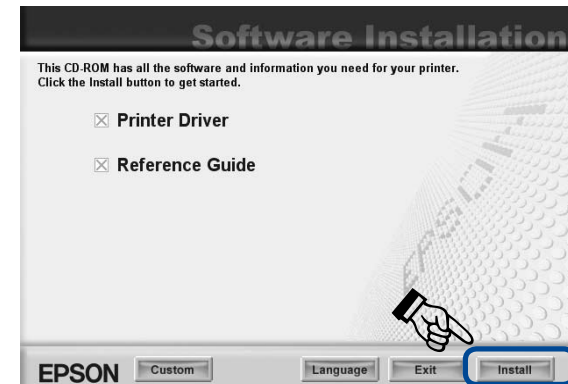 Software Installation
This CD-ROM has all the software and information you need for your printer.
Click the Install button to get started.
Printer Driver
Reference Guide
EPSON
EPSON Custom Language Exit Install